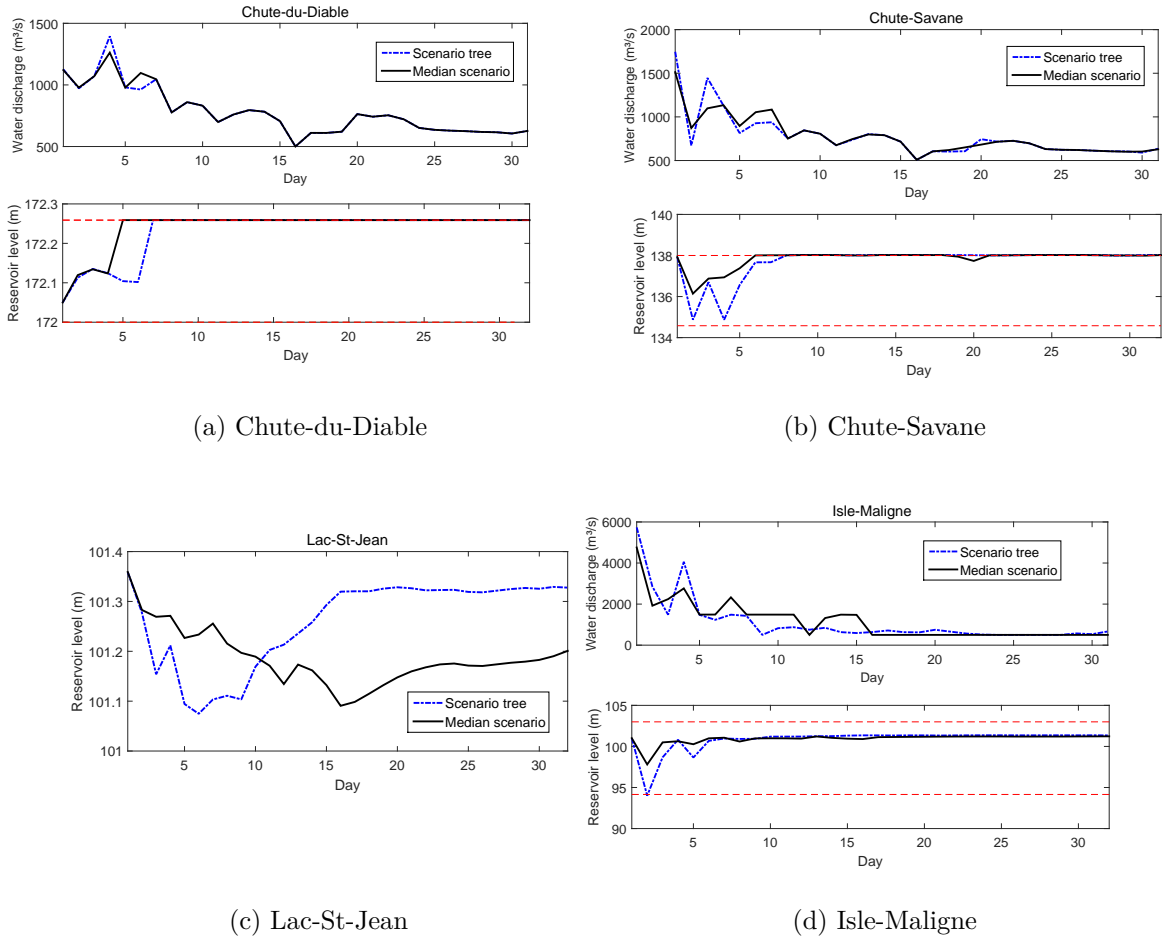 Chute-du-Diable
Water discharge (m³/s)
1500
1000
500
Scenario tree
Median scenario
5 10 15 20 25 30
Day
Reservoir level (m)
172.3
172.2
172.1
172
5 10 15 20 25 30
Day
(a) Chute-du-Diable
Chute-Savane
Water discharge (m³/s)
2000
1500
1000
500
Scenario tree
Median scenario
5 10 15 20 25 30
Day
Reservoir level (m)
140
138
136
134
5 10 15 20 25 30
Day
(b) Chute-Savane
Lac-St-Jean
Reservoir level (m)
101.4
101.3
101.2
101.1
101
Scenario tree
Median scenario
5 10 15 20 25 30
Day
(c) Lac-St-Jean
Isle-Maligne
Water discharge (m³/s)
6000
4000
2000
0
Scenario tree
Median scenario
5 10 15 20 25 30
Day
Reservoir level (m)
105
100
95
90
5 10 15 20 25 30
Day
(d) Isle-Maligne